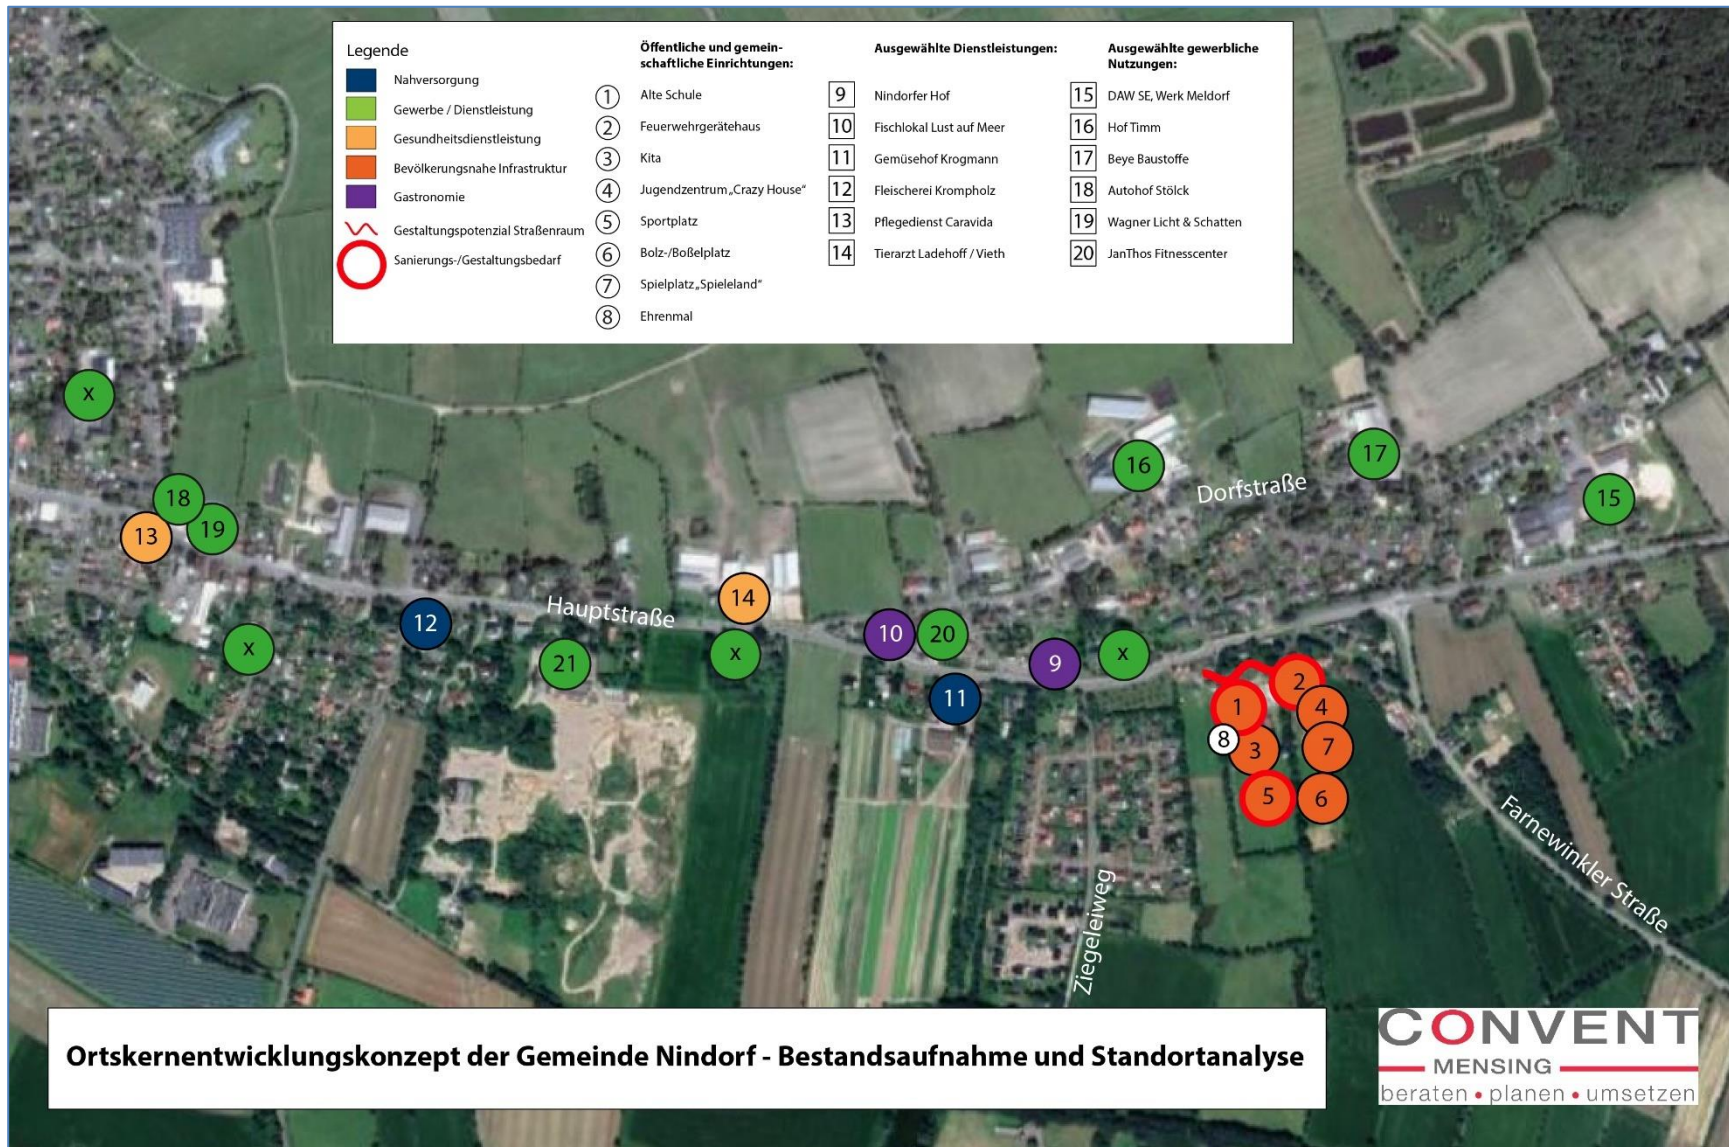 Legende
Nahversorgung
Gewerbe / Dienstleistung
Gesundheitsdienstleistung
Bevölkerungsnahe Infrastruktur
Gastronomie
Gestaltungspotenzial Straßenraum
Sanierungs-/Gestaltungsbedarf
Öffentliche und gemein-
schaftliche Einrichtungen:
1 Alte Schule
2 Feuerwehrgerätehaus
3 Kita
4 Jugendzentrum „Crazy House“
5 Sportplatz
6 Bolz-/Boßelplatz
7 Spielplatz „Spieleland“
8 Ehrenmal
Ausgewählte Dienstleistungen:
9 Nindorfer Hof
10 Fischlokal Lust auf Meer
11 Gemüsehof Krogmann
12 Fleischerei Krompholz
13 Pflegedienst Caravida
14 Tierarzt Ladehoff / Vieth
Ausgewählte gewerbliche
Nutzungen:
15 DAW SE, Werk Meldorf
16 Hof Timm
17 Beye Baustoffe
18 Autohof Stölck
19 Wagner Licht & Schatten
20 JanThos Fitnesscenter
x
18
19
13
x
12
Hauptstraße
21
14
x
10
20
11
9
x
16
Dorfstraße
17
15
1
2
4
8
3
7
5
6
Ziegeleiweg
Farnewinkler Straße
Ortskernentwicklungskonzept der Gemeinde Nindorf - Bestandsaufnahme und Standortanalyse
CONVENT
MENSING
beraten • planen • umsetzen